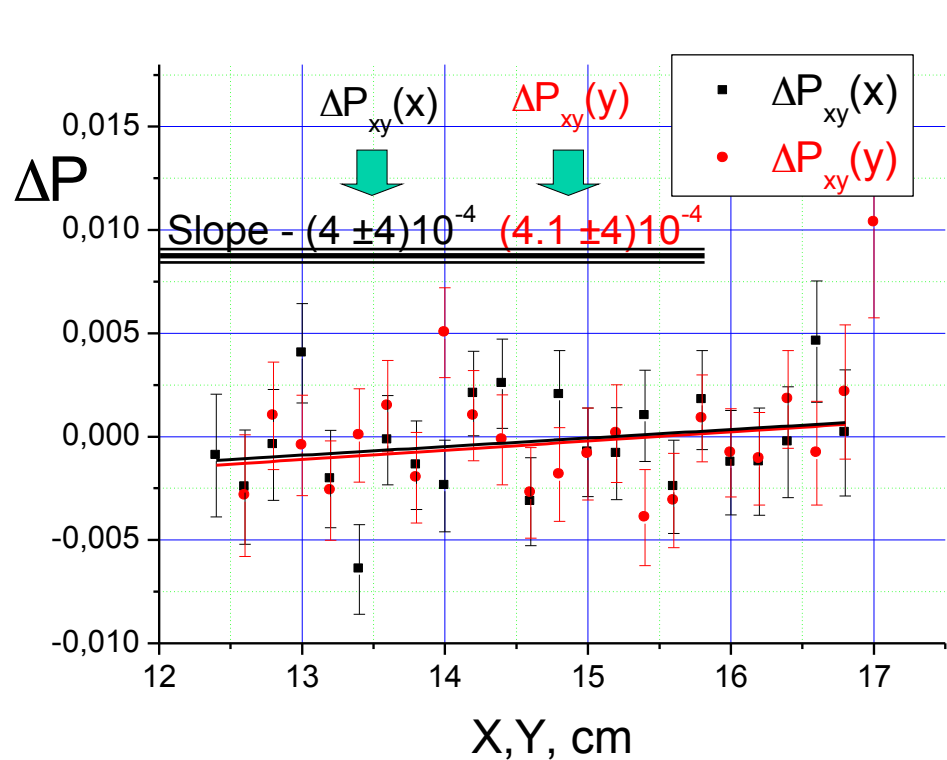 ΔPxy(x) ΔPxy(y)
ΔPxy(x)
ΔPxy(y)
ΔP
Slope - (4 ±4)10-4 (4.1 ±4)10-4
0,015
0,010
0,005
0,000
-0,005
-0,010
12 13 14 15 16 17
X,Y, cm